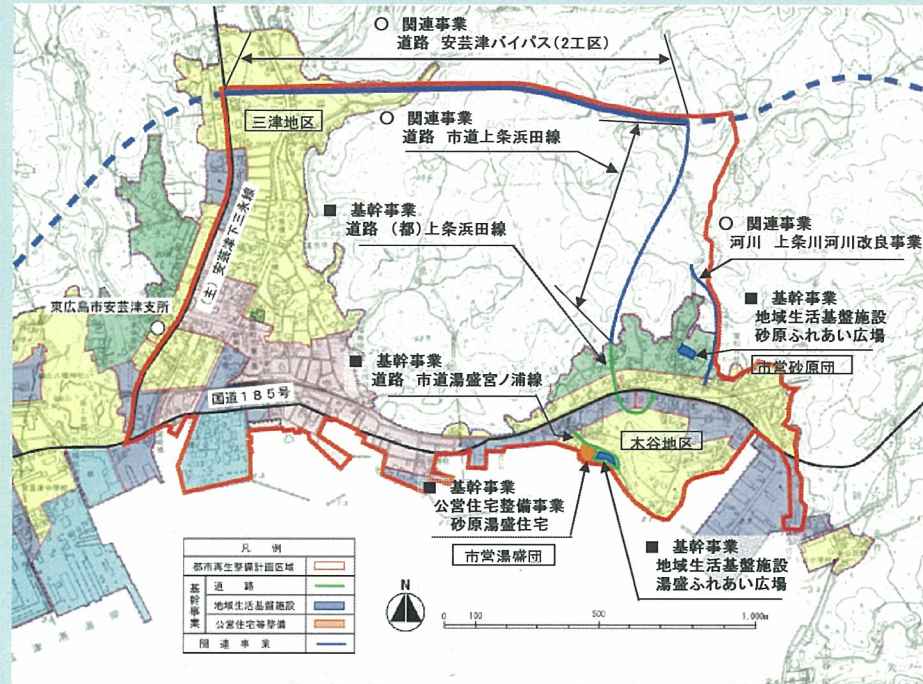 ○ 関連事業
道路 安芸津バイパス(2工区)
三津地区
○ 関連事業
道路 市道上条浜田線
■ 基幹事業
道路 (都)上条浜田線
(主)安芸津下三永線
○ 関連事業
河川 上条川河川改良事業
東広島市安芸津支所
■ 基幹事業
地域生活基盤施設
砂原ふれあい広場
市営砂原団
■ 基幹事業
道路 市道湯盛宮ノ浦線
国道185号
木谷地区
■ 基幹事業
公営住宅整備事業
砂原湯盛住宅
市営湯盛団
■ 基幹事業
地域生活基盤施設
湯盛ふれあい広場
凡例
都市再生整備計画区域
基幹事業
道路
地域生活基盤施設
公営住宅等整備
関連事業
N
0 100 500 1,000m